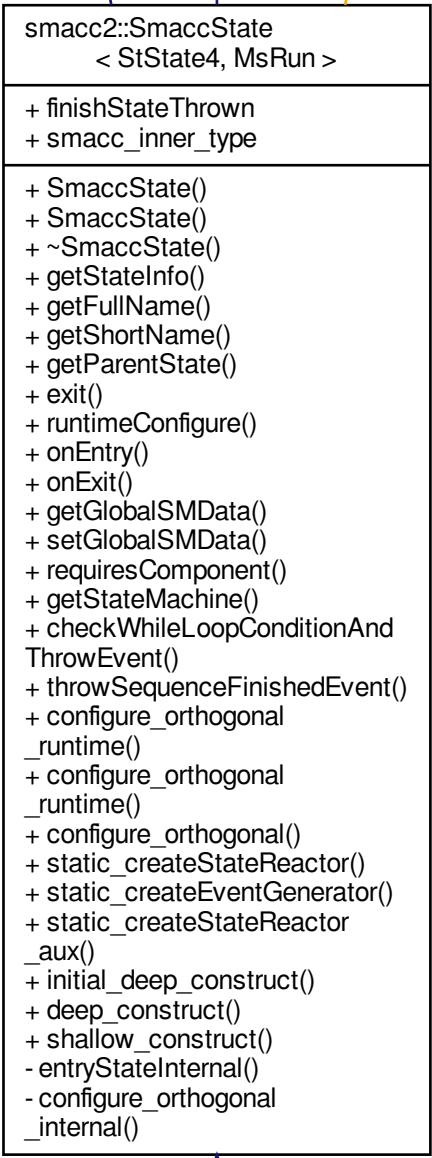 smacc2::SmaccState
< StState4, MsRun >
+ finishStateThrown
+ smacc_inner_type
+ SmaccState()
+ SmaccState()
+ ~SmaccState()
+ getStateInfo()
+ getFullName()
+ getShortName()
+ getParentState()
+ exit()
+ runtimeConfigure()
+ onEntry()
+ onExit()
+ getGlobalSMData()
+ setGlobalSMData()
+ requiresComponent()
+ getStateMachine()
+ checkWhileLoopConditionAnd
ThrowEvent()
+ throwSequenceFinishedEvent()
+ configure_orthogonal
_runtime()
+ configure_orthogonal
_runtime()
+ configure_orthogonal()
+ static_createStateReactor()
+ static_createEventGenerator()
+ static_createStateReactor
_aux()
+ initial_deep_construct()
+ deep_construct()
+ shallow_construct()
- entryStateInternal()
- configure_orthogonal
_internal()